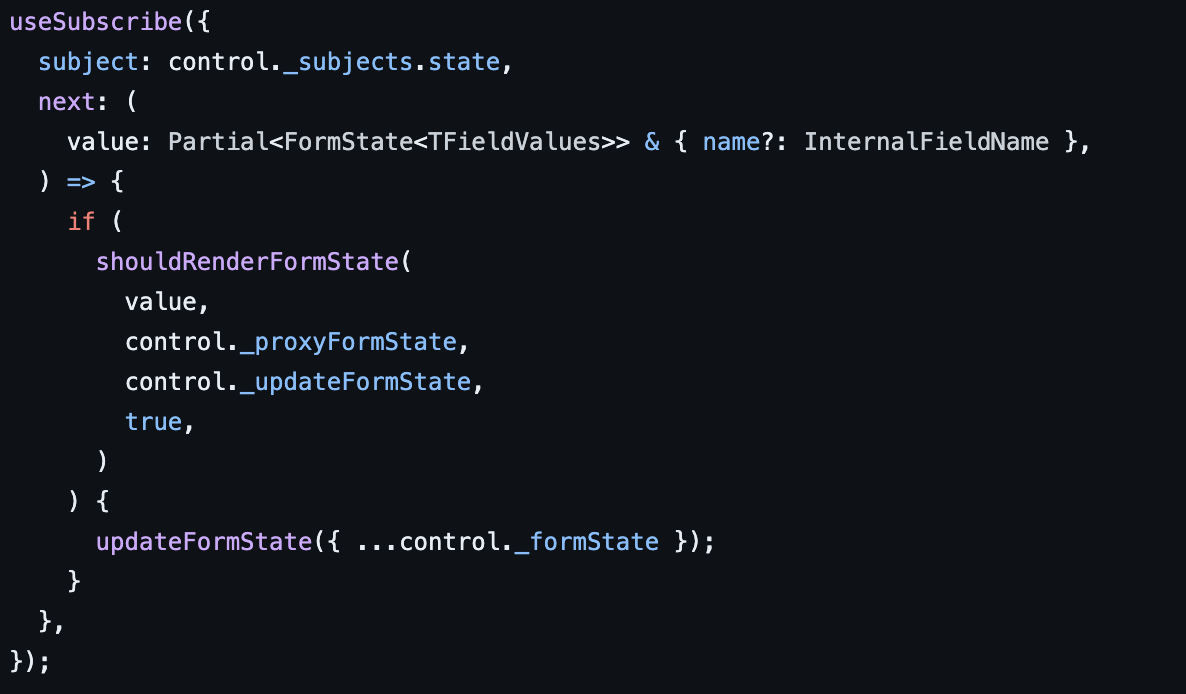 useSubscribe({
  subject: control._subjects.state,
  next: (
    value: Partial<FormState<TFieldValues>> & { name?: InternalFieldName },
  ) => {
    if (
      shouldRenderFormState(
        value,
        control._proxyFormState,
        control._updateFormState,
        true,
      )
    ) {
      updateFormState({ ...control._formState });
    }
  },
});